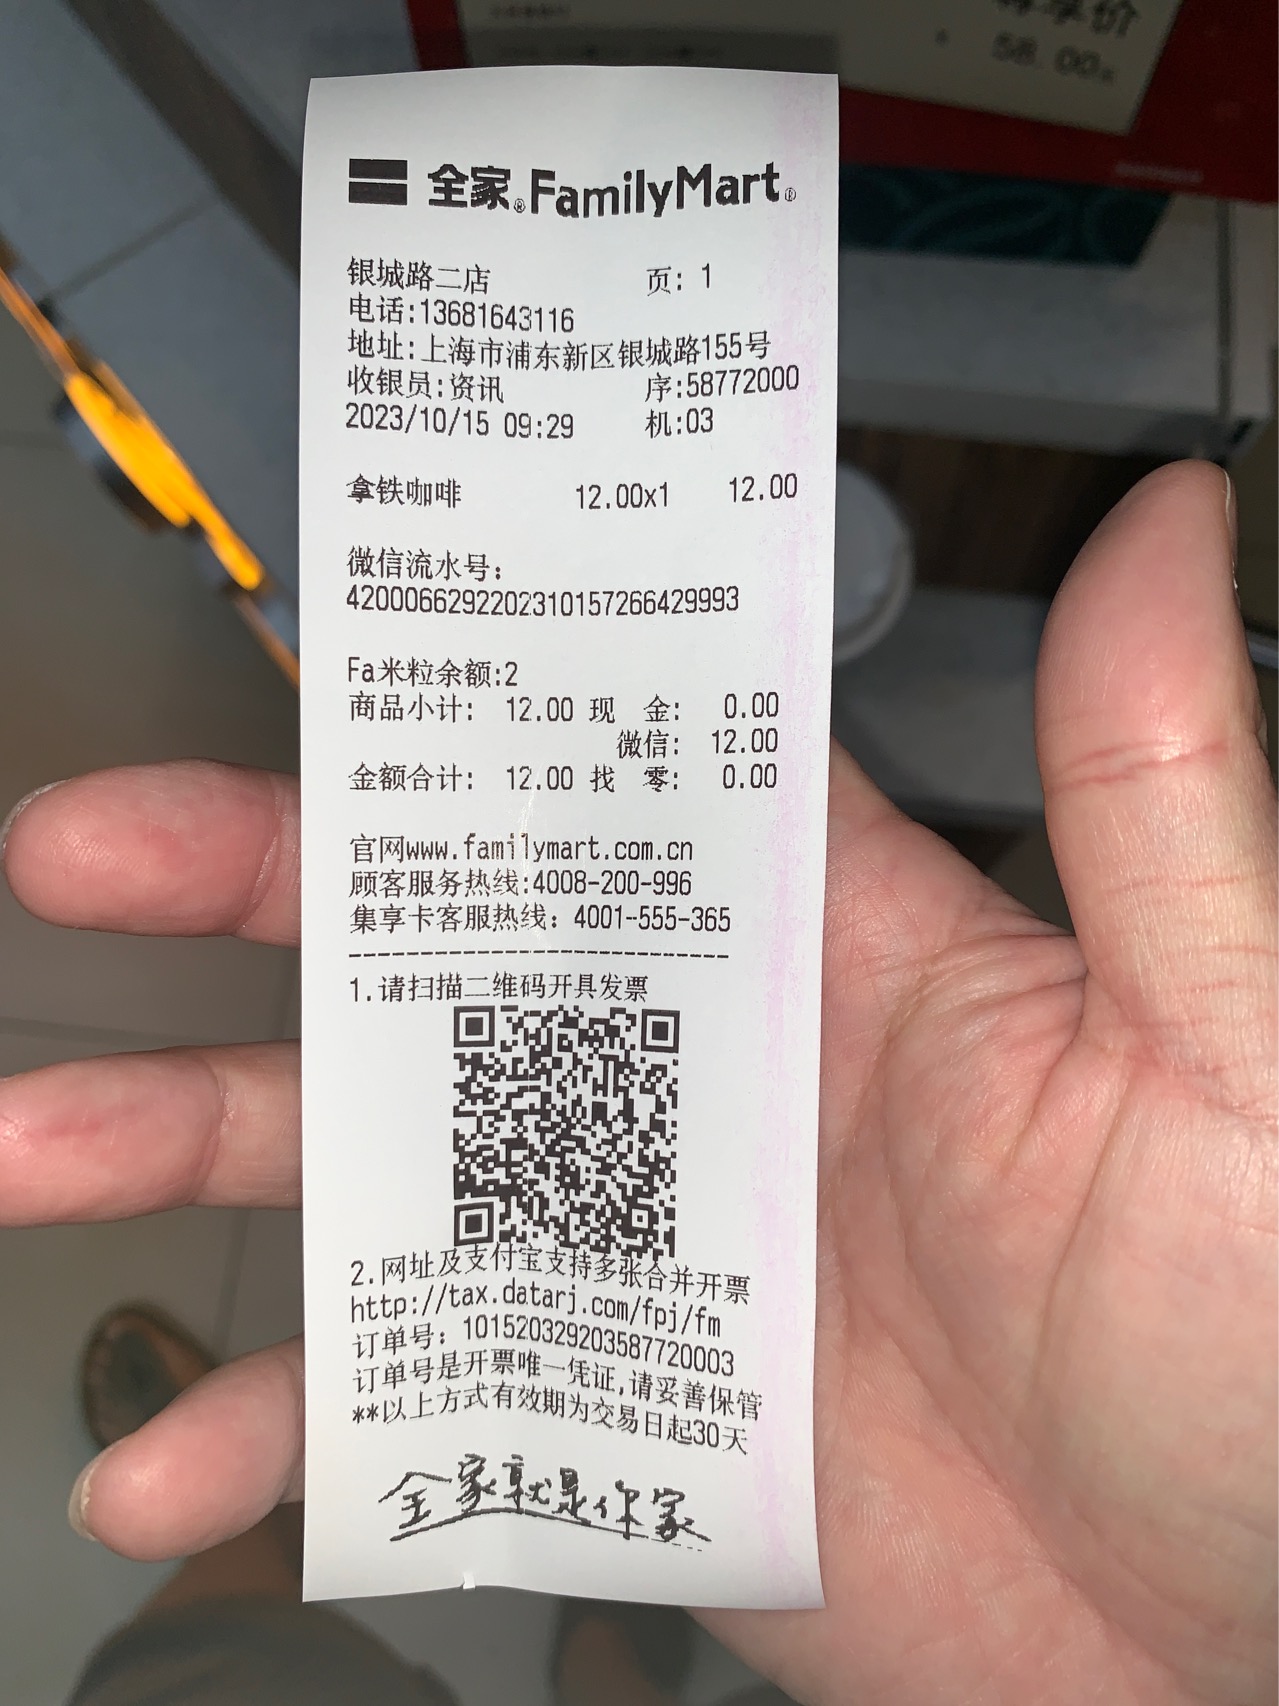 享价
58.00
全家®FamilyMart®
银城路二店 页: 1
电话:13681643116
地址:上海市浦东新区银城路155号
收银员:资讯 序:58772000
2023/10/15 09:29 机:03
拿铁咖啡 12.00x1 12.00
微信流水号:
4200066292202310157266429993
Fa米粒余额:2
商品小计: 12.00 现 金: 0.00
微信: 12.00
金额合计: 12.00 找 零: 0.00
官网www.familymart.com.cn
顾客服务热线:4008-200-996
集享卡客服热线: 4001-555-365
--------------------------
1.请扫描二维码开具发票
2.网址及支付宝支持多张合并开票
http://tax.datarj.com/fpj/fm
订单号: 101520329203587720003
订单号是开票唯一凭证,请妥善保管
**以上方式有效期为交易日起30天
全家就是你家